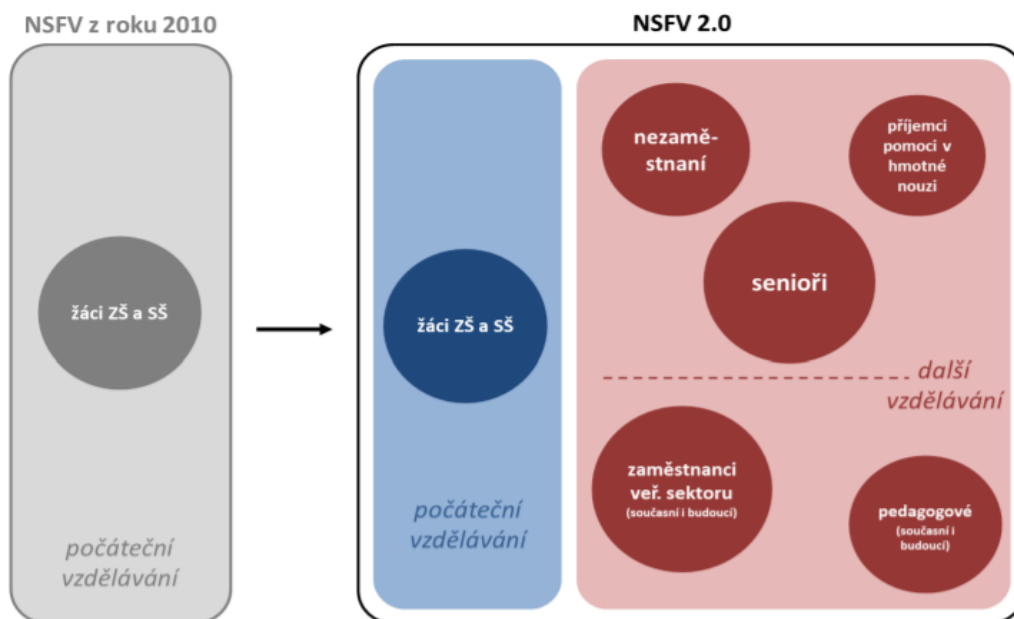 NSFV z roku 2010
žáci ZŠ a SŠ
počáteční
vzdělávání
NSFV 2.0
žáci ZŠ a SŠ
počáteční
vzdělávání
nezamě-
stnaní
příjemci
pomoci v
hmotné
nouzi
senioři
další
vzdělávání
zaměstnanci
veř. sektoru
(současní i budoucí)
pedagogové
(současní i
budoucí)